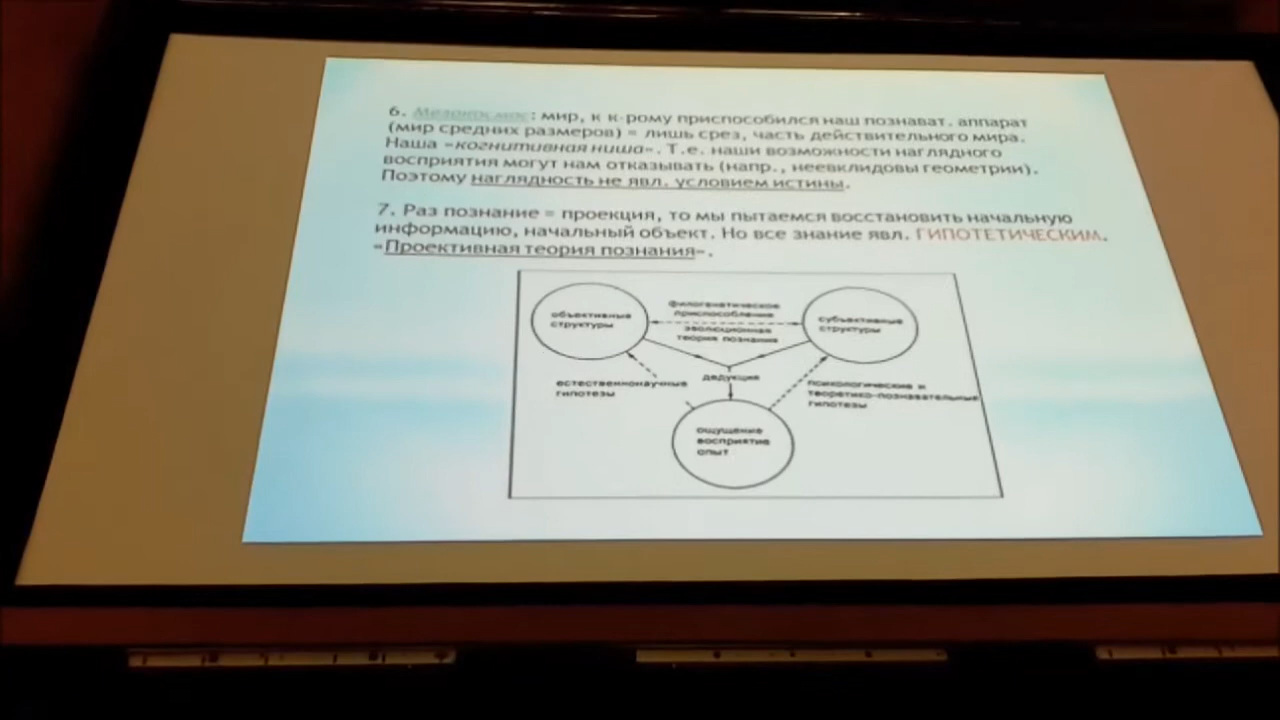 6. Мезокосмос: мир, к к-рому приспособился наш познават. аппарат
(мир средних размеров) = лишь срез, часть действительного мира.
Наша «когнитивная ниша». Т.е. наши возможности наглядного
восприятия могут нам отказывать (напр., неевклидовы геометрии).
Поэтому наглядность не явл. условием истины.
7. Раз познание = проекция, то мы пытаемся восстановить начальную
информацию, начальный объект. Но все знание явл. ГИПОТЕТИЧЕСКИМ.
«Проективная теория познания».
объективные
структуры
филогенетическое
приспособление
эволюционная
теория познания
субъективные
структуры
дедукция
естественнонаучные
гипотезы
психологические и
теоретико-познавательные
гипотезы
ощущение
восприятие
опыт